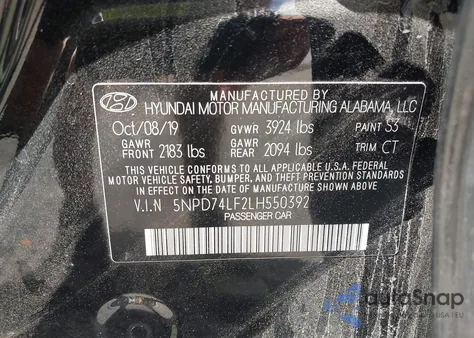 MANUFACTURED BY
HYUNDAI MOTOR MANUFACTURING ALABAMA, LLC
Oct/08/19 GVWR 3924 lbs PAINT S3
GAWR FRONT 2183 lbs GAWR REAR 2094 lbs TRIM CT
THIS VEHICLE CONFORMS TO ALL APPLICABLE U.S.A. FEDERAL
MOTOR VEHICLE SAFETY, BUMPER, AND THEFT PREVENTION STANDARDS
IN EFFECT ON THE DATE OF MANUFACTURE SHOWN ABOVE.
V.I.N 5NPD74LF2LH550392
PASSENGER CAR
autoSnap